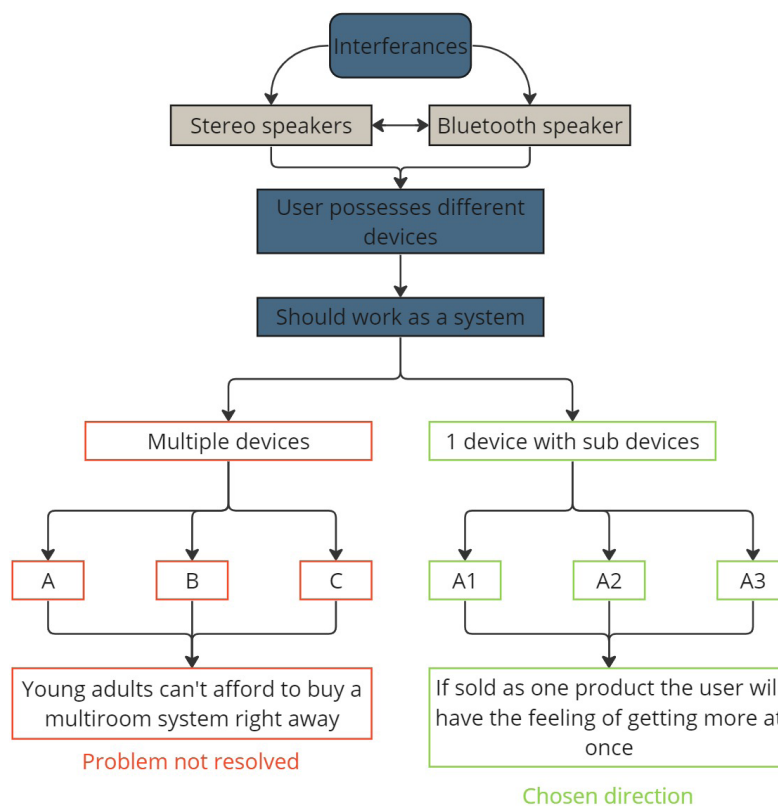 Interferances
Stereo speakers
Bluetooth speaker
User possesses different
devices
Should work as a system
Multiple devices
1 device with sub devices
A
B
C
A1
A2
A3
Young adults can't afford to buy a
multiroom system right away
If sold as one product the user will
have the feeling of getting more at
once
Problem not resolved
Chosen direction